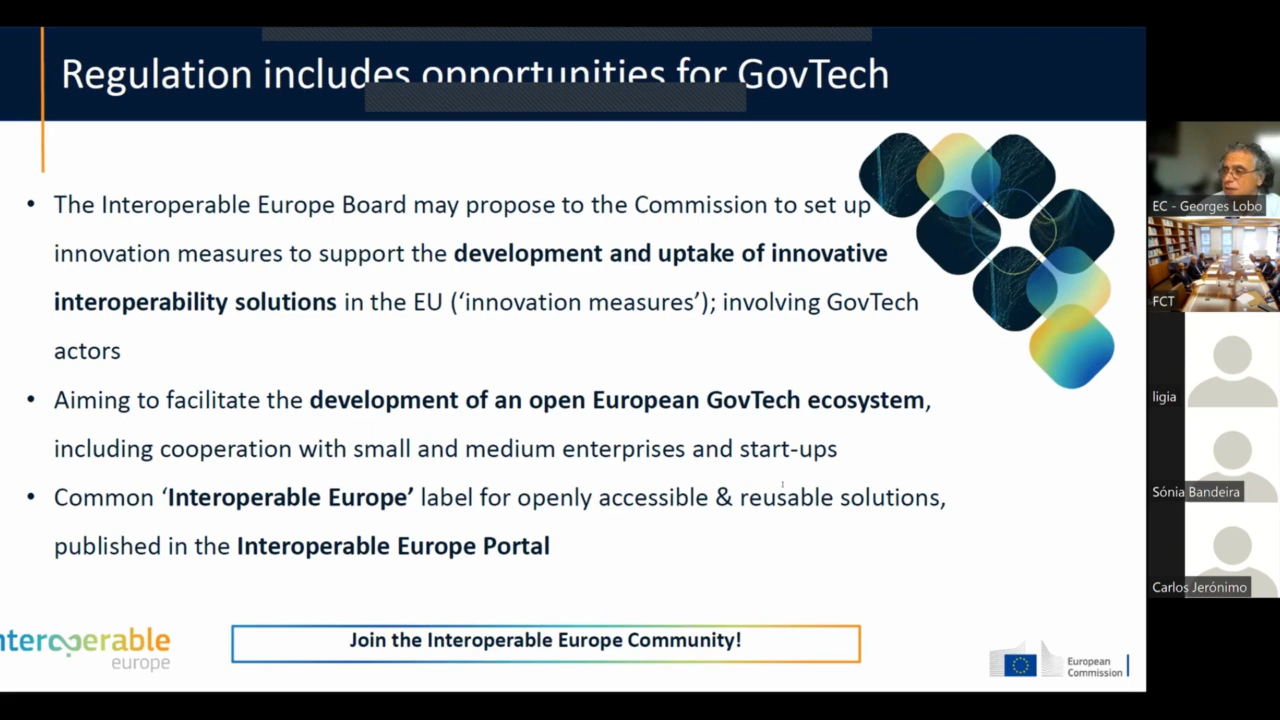 Regulation includes opportunities for GovTech
• The Interoperable Europe Board may propose to the Commission to set up
innovation measures to support the development and uptake of innovative
interoperability solutions in the EU (‘innovation measures’); involving GovTech
actors
• Aiming to facilitate the development of an open European GovTech ecosystem,
including cooperation with small and medium enterprises and start-ups
• Common ‘Interoperable Europe’ label for openly accessible & reusable solutions,
published in the Interoperable Europe Portal
nteroperable
europe
Join the Interoperable Europe Community!
European
Commission
EC - Georges Lobo
FCT
ligia
Sónia Bandeira
Carlos Jerónimo